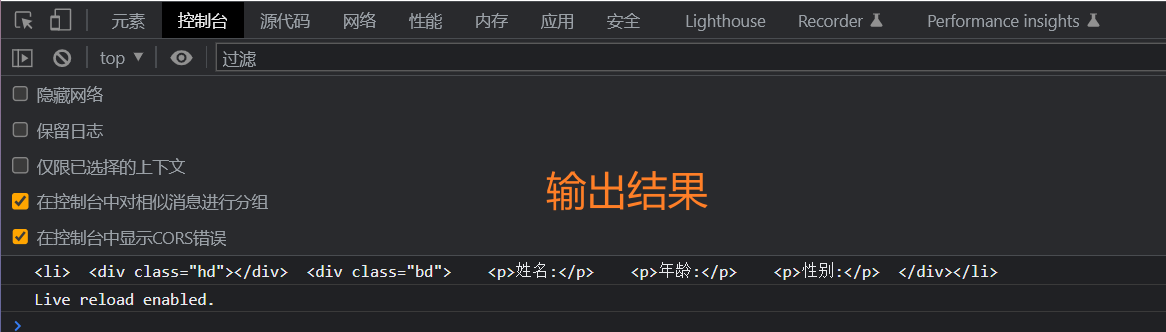 元素 控制台 源代码 网络 性能 内存 应用 安全 Lighthouse Recorder Performance insights
top 过滤
隐藏网络
保留日志
仅限已选择的上下文
输出结果
在控制台中对相似消息进行分组
在控制台中显示CORS错误
<li>  <div class="hd"></div>  <div class="bd">    <p>姓名:</p>    <p>年龄:</p>    <p>性别:</p>  </div></li>
Live reload enabled.